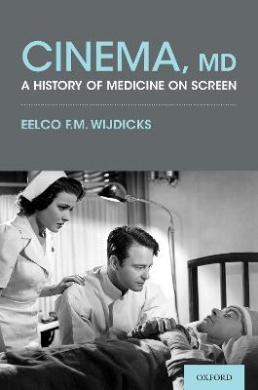 CINEMA, MD
A HISTORY OF MEDICINE ON SCREEN
EELCO F.M. WIJDICKS
OXFORD